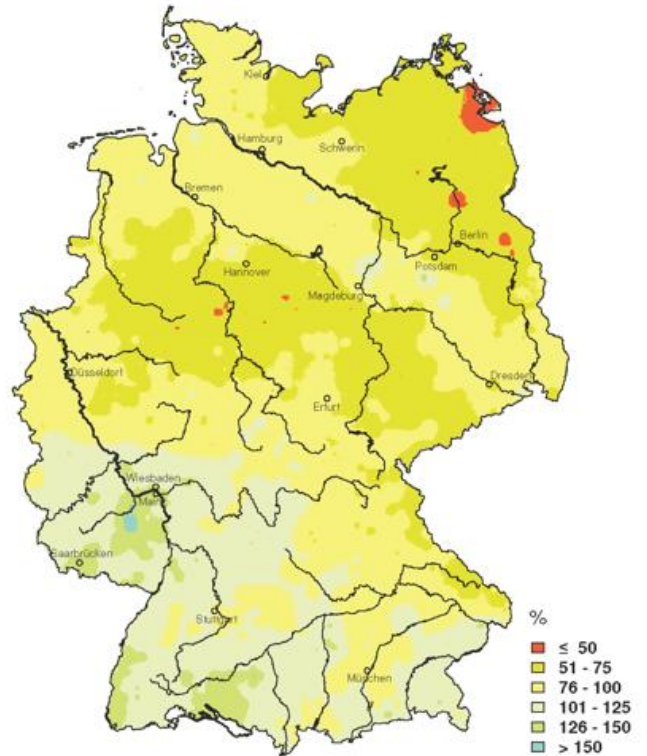 Kiel
Hamburg
Schwerin
Bremen
Berlin
Hannover
Potsdam
Magdeburg
Düsseldorf
Dresden
Erfurt
Wiesbaden
Mainz
Saarbrücken
Stuttgart
München
%
≤ 50
51 - 75
76 - 100
101 - 125
126 - 150
> 150